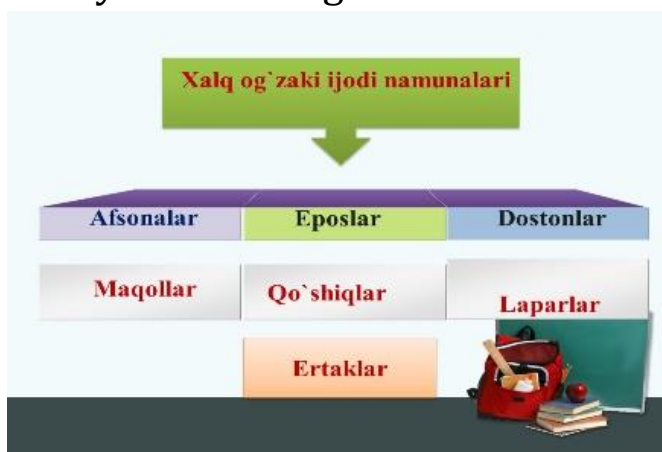 Xalq og`zaki ijodi namunalari
Afsonalar Eposlar Dostonlar
Maqollar Qo`shiqlar Laparlar
Ertaklar